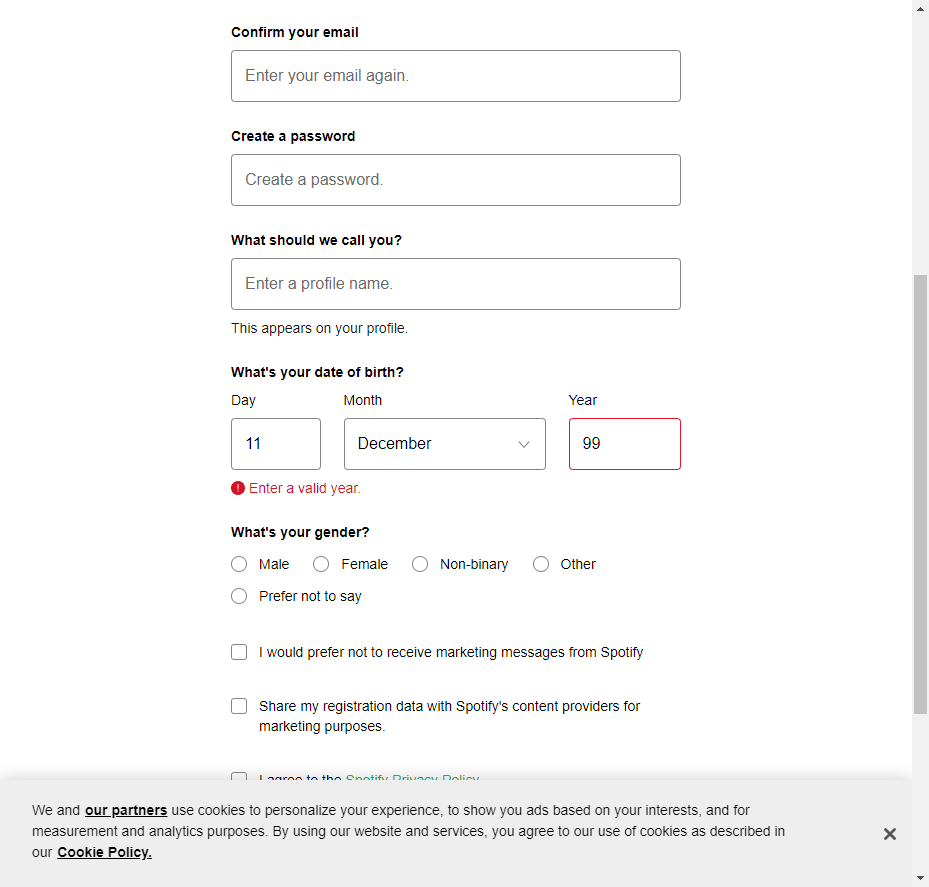 Confirm your email
Enter your email again.
Create a password
Create a password.
What should we call you?
Enter a profile name.
This appears on your profile.
What's your date of birth?
Day Month Year
11 December 99
Enter a valid year.
What's your gender?
Male Female Non-binary Other
Prefer not to say
I would prefer not to receive marketing messages from Spotify
Share my registration data with Spotify's content providers for
marketing purposes.
I agree to the Spotify Privacy Policy
We and our partners use cookies to personalize your experience, to show you ads based on your interests, and for
measurement and analytics purposes. By using our website and services, you agree to our use of cookies as described in
our Cookie Policy.